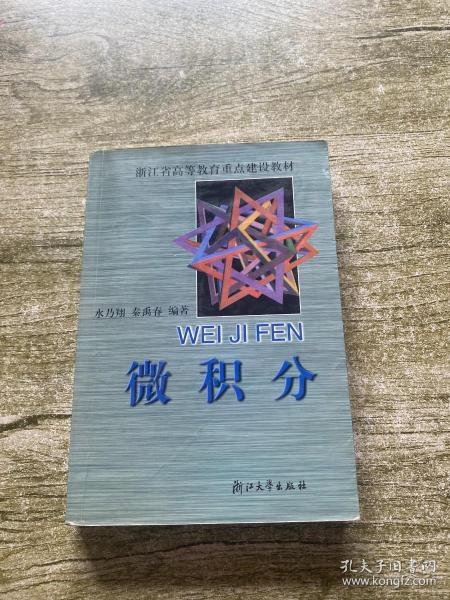 浙江省高等教育重点建设教材
水乃翔 秦禹春 编著
WEI JI FEN
微积分
浙江大学出版社
孔夫子旧书网
www.kongfz.com